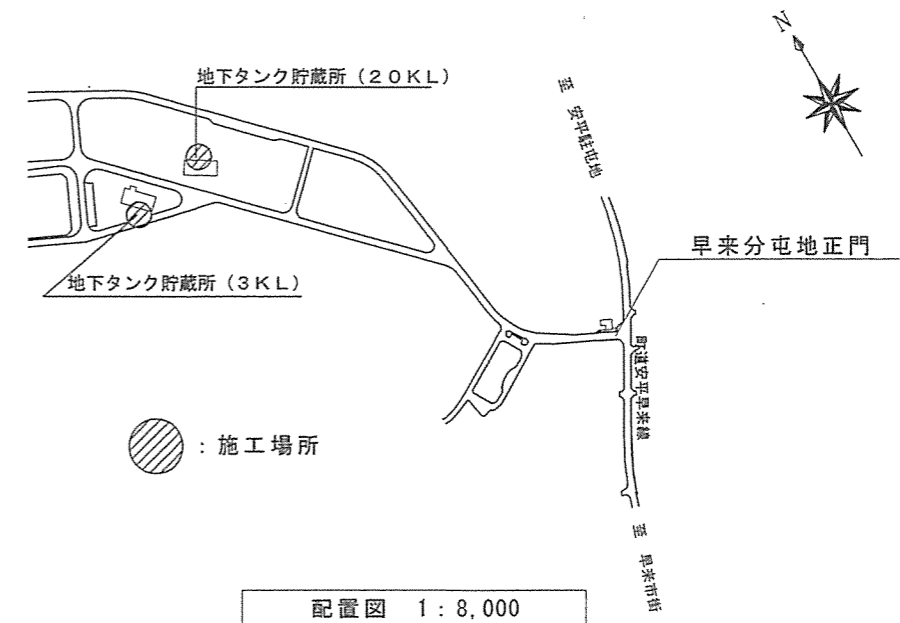 N
地下タンク貯蔵所（２０ＫＬ）
至 安平駐屯地
早来分屯地正門
地下タンク貯蔵所（３ＫＬ）
町道安平早来線
：施工場所
至 早来市街
配置図 1：8,000